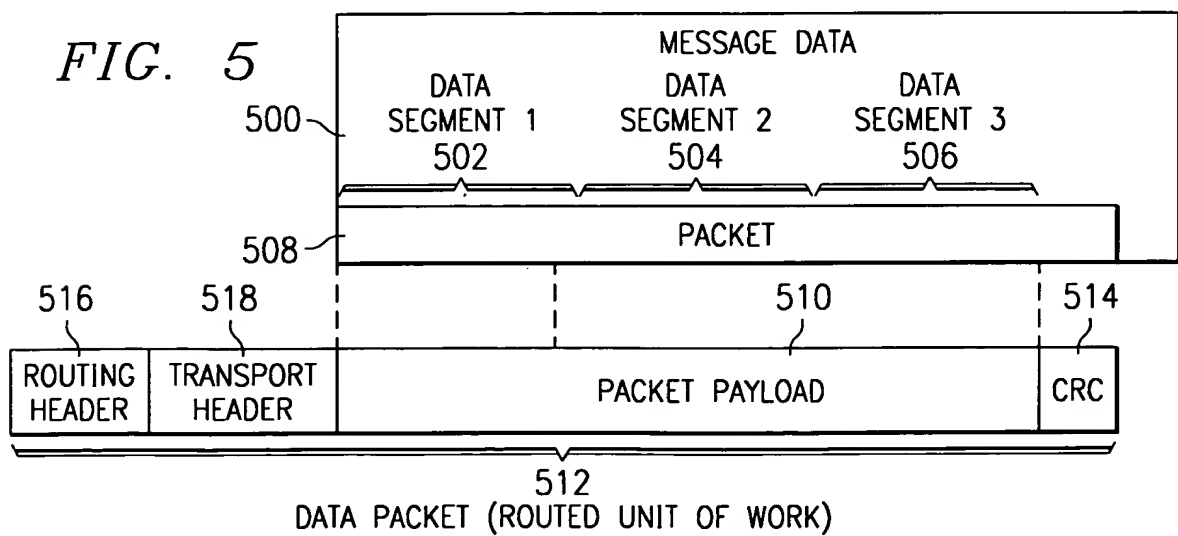 FIG. 5
MESSAGE DATA
DATA SEGMENT 1 502
DATA SEGMENT 2 504
DATA SEGMENT 3 506
500
508
PACKET
516
518
510
514
ROUTING HEADER
TRANSPORT HEADER
PACKET PAYLOAD
CRC
512
DATA PACKET (ROUTED UNIT OF WORK)